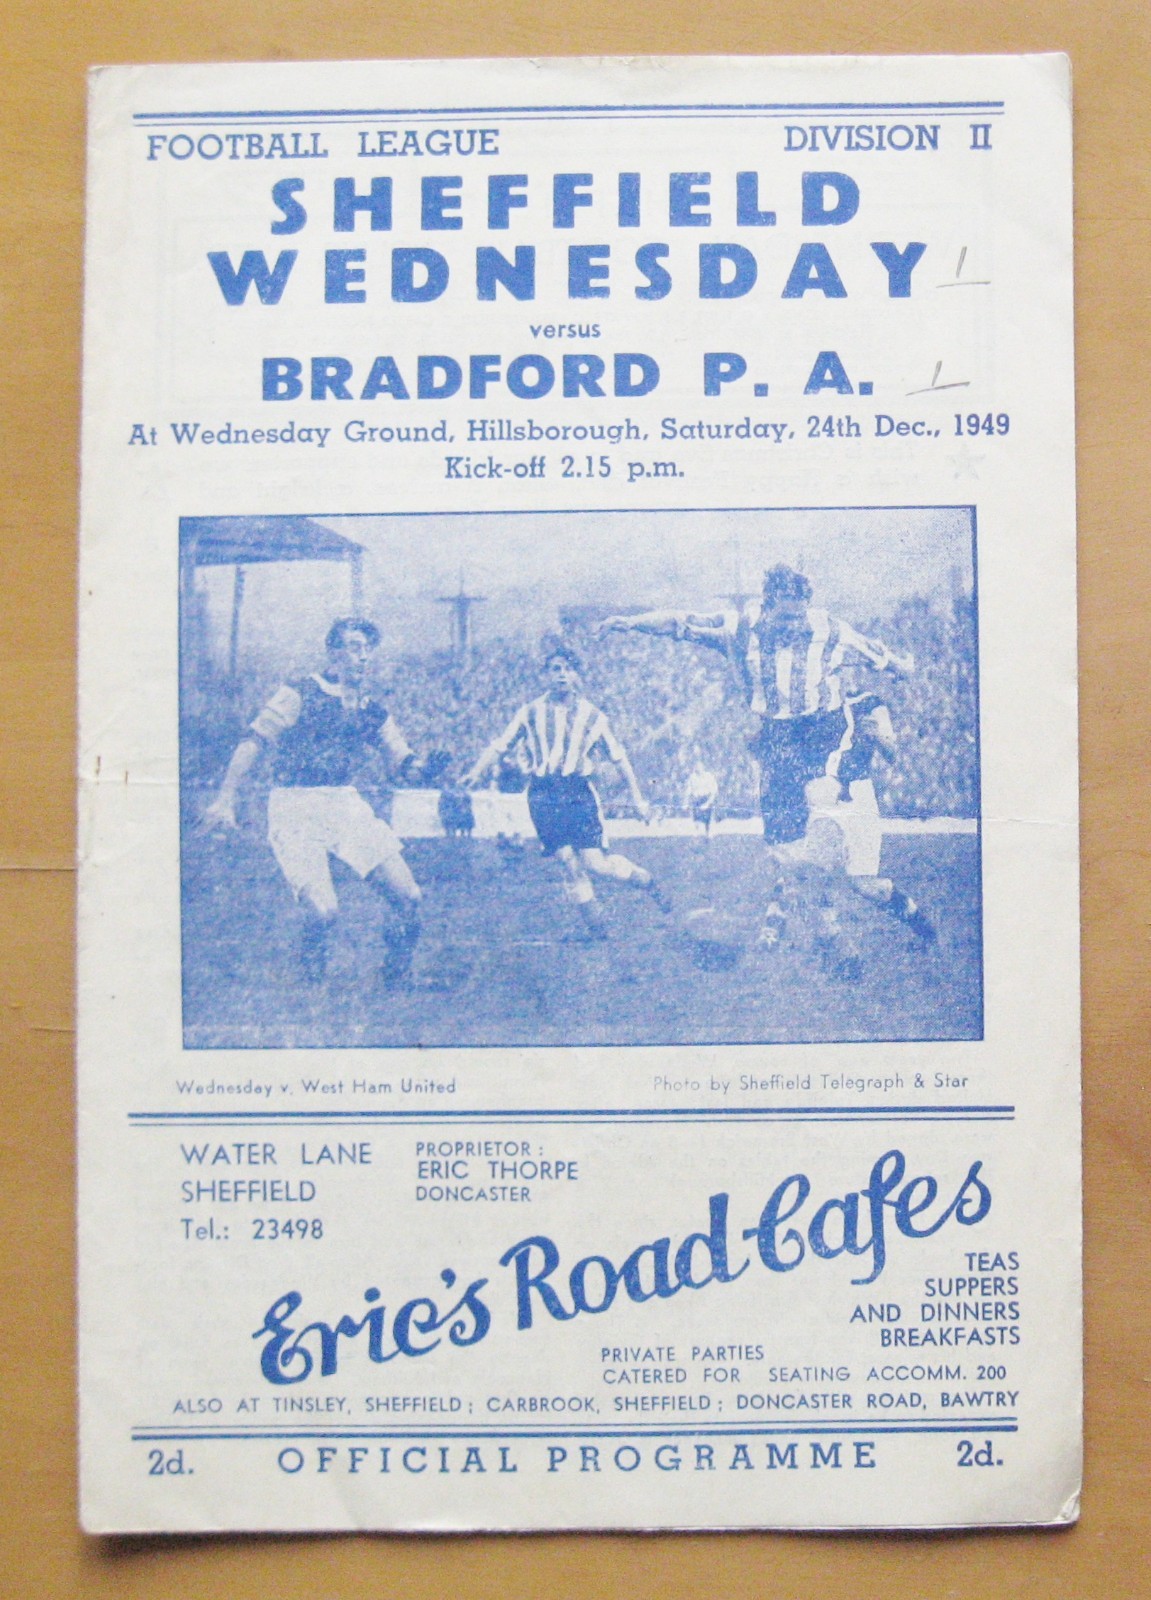 FOOTBALL LEAGUE DIVISION II
SHEFFIELD
WEDNESDAY 1
versus
BRADFORD P. A. 1
At Wednesday Ground, Hillsborough, Saturday, 24th Dec., 1949
Kick-off 2.15 p.m.
Wednesday v. West Ham United Photo by Sheffield Telegraph & Star
WATER LANE
SHEFFIELD
Tel.: 23498
PROPRIETOR :
ERIC THORPE
DONCASTER
Eric's Road Cafes
TEAS
SUPPERS
AND DINNERS
BREAKFASTS
PRIVATE PARTIES
CATERED FOR SEATING ACCOMM. 200
ALSO AT TINSLEY, SHEFFIELD ; CARBROOK, SHEFFIELD ; DONCASTER ROAD, BAWTRY
2d. OFFICIAL PROGRAMME 2d.